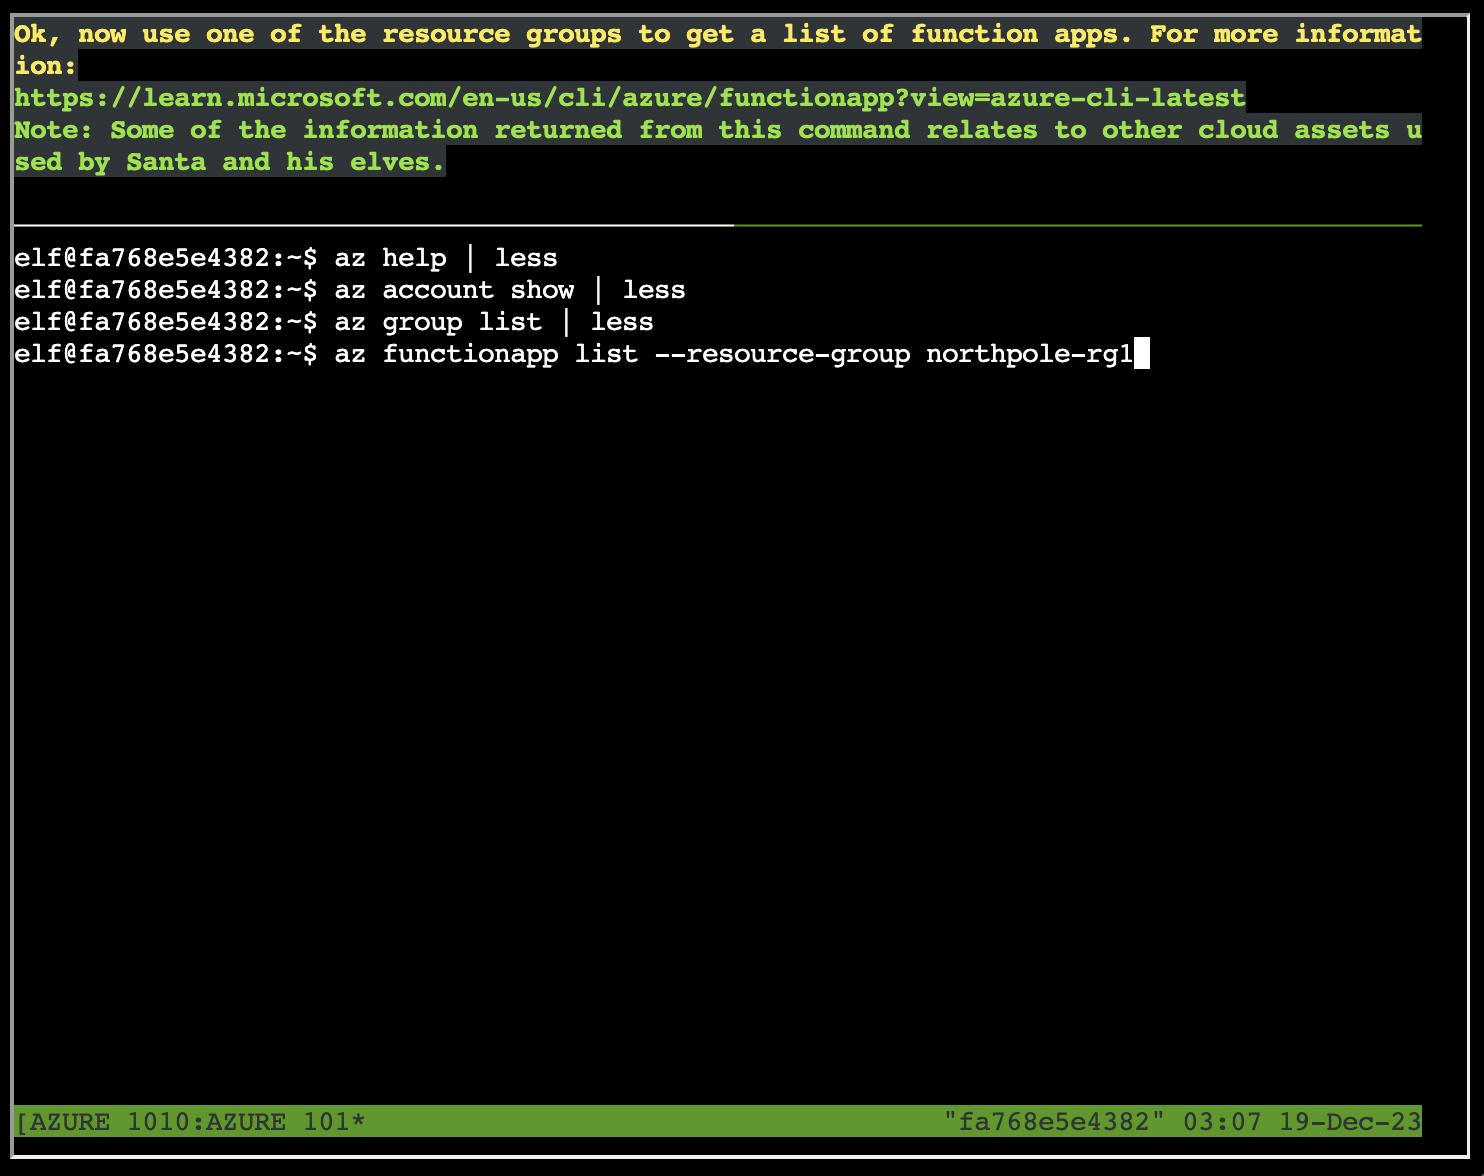 Ok, now use one of the resource groups to get a list of function apps. For more informat
ion:
https://learn.microsoft.com/en-us/cli/azure/functionapp?view=azure-cli-latest
Note: Some of the information returned from this command relates to other cloud assets u
sed by Santa and his elves.
elf@fa768e5e4382:~$ az help | less
elf@fa768e5e4382:~$ az account show | less
elf@fa768e5e4382:~$ az group list | less
elf@fa768e5e4382:~$ az functionapp list --resource-group northpole-rg1
[AZURE 1010:AZURE 101* "fa768e5e4382" 03:07 19-Dec-23